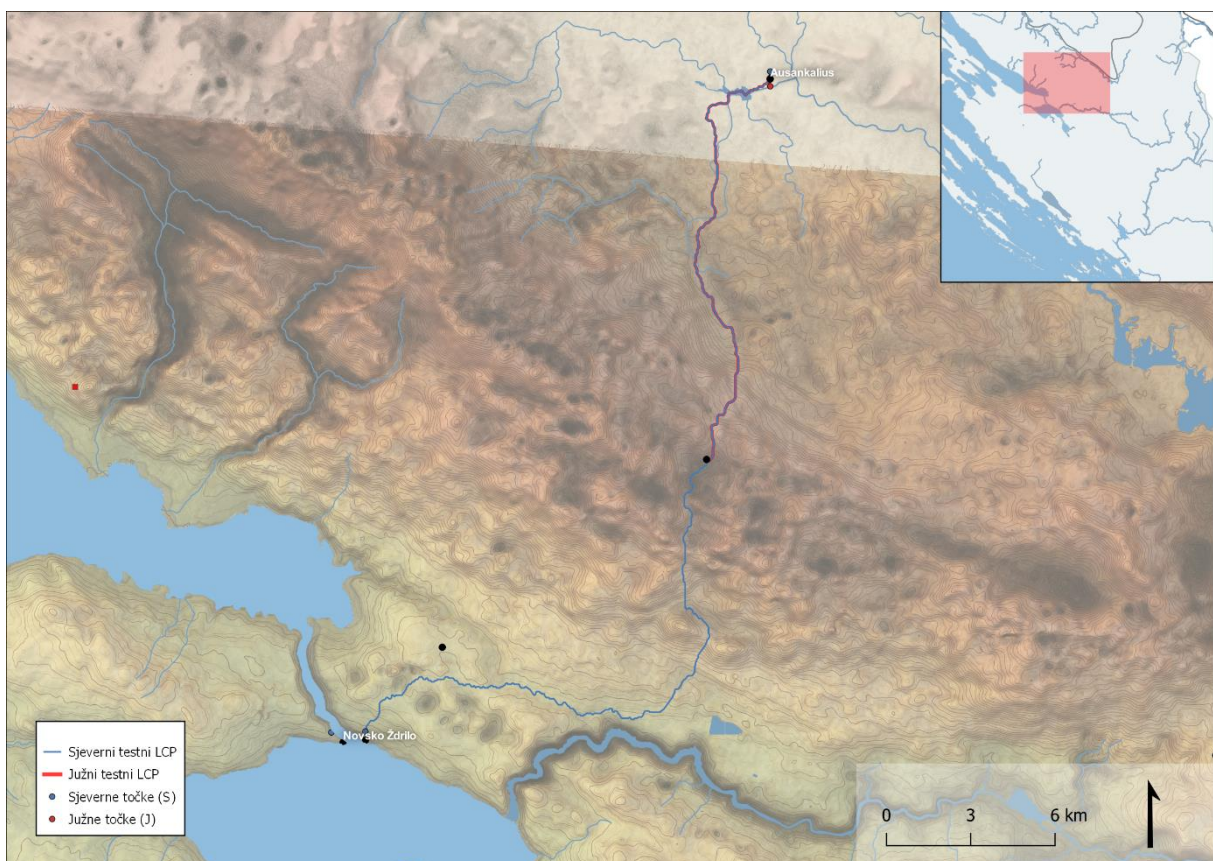 Ausankalius
Novsko Ždrilo
Sjeverni testni LCP
Južni testni LCP
Sjeverne točke (S)
Južne točke (J)
0 3 6 km